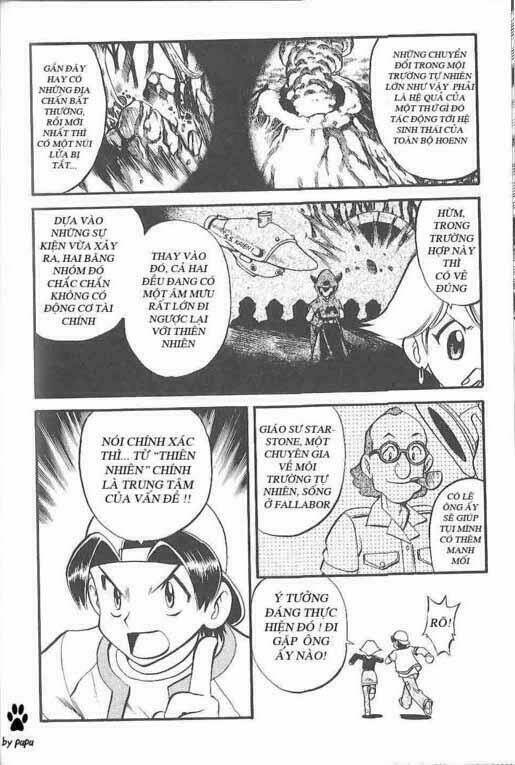 GẦN ĐÂY
HAY CÓ
NHỮNG ĐỊA
CHẤN BẤT
THƯỜNG,
RỒI MỚI
NHẤT THÌ
CÓ MỘT NÚI
LỬA BỊ
TẮT...
NHỮNG CHUYỂN
ĐỔI TRONG MÔI
TRƯỜNG TỰ NHIÊN
LỚN NHƯ VẬY PHẢI
LÀ HỆ QUẢ CỦA
MỘT THỨ GÌ ĐÓ
TÁC ĐỘNG TỚI HỆ
SINH THÁI CỦA
TOÀN BỘ HOENN
DỰA VÀO
NHỮNG SỰ
KIỆN VỪA XẢY
RA, HAI BĂNG
NHÓM ĐÓ
CHẮC CHẮN
KHÔNG CÓ
ĐỘNG CƠ TÀI
CHÍNH
THAY VÀO
ĐÓ, CẢ HAI
ĐỀU ĐANG CÓ
MỘT ÂM MƯU
RẤT LỚN ĐI
NGƯỢC LẠI
VỚI THIÊN
NHIÊN
HỪM,
TRONG
TRƯỜNG
HỢP NÀY
THÌ
CÓ VẺ
ĐÚNG
NÓI CHÍNH XÁC
THÌ... TỪ “THIÊN
NHIÊN” CHÍNH
LÀ TRUNG TÂM
CỦA VẤN ĐỀ !!
GIÁO SƯ STAR-
STONE, MỘT
CHUYÊN GIA
VỀ MÔI
TRƯỜNG TỰ
NHIÊN, SỐNG
Ở FALLABOR
CÓ LẼ
ÔNG ẤY
SẼ GIÚP
TỤI MÌNH
CÓ THÊM
MANH
MỐI
Ý TƯỞNG
ĐÁNG THỰC
HIỆN ĐÓ ! ĐI
GẶP ÔNG
ẤY NÀO!
RÕ!
by papu